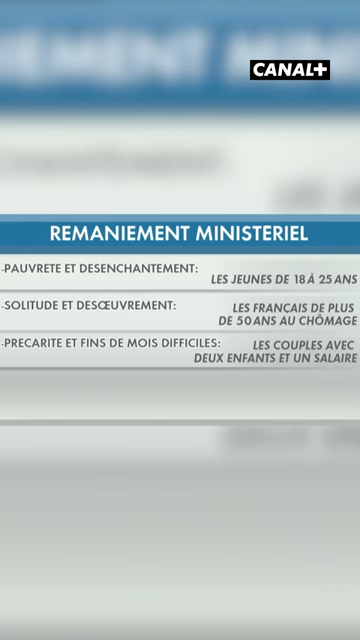 CANAL+
REMANIEMENT MINISTERIEL
-PAUVRETE ET DESENCHANTEMENT:
LES JEUNES DE 18 À 25 ANS
-SOLITUDE ET DESŒUVREMENT:
LES FRANÇAIS DE PLUS
DE 50 ANS AU CHÔMAGE
-PRECARITE ET FINS DE MOIS DIFFICILES:
LES COUPLES AVEC
DEUX ENFANTS ET UN SALAIRE